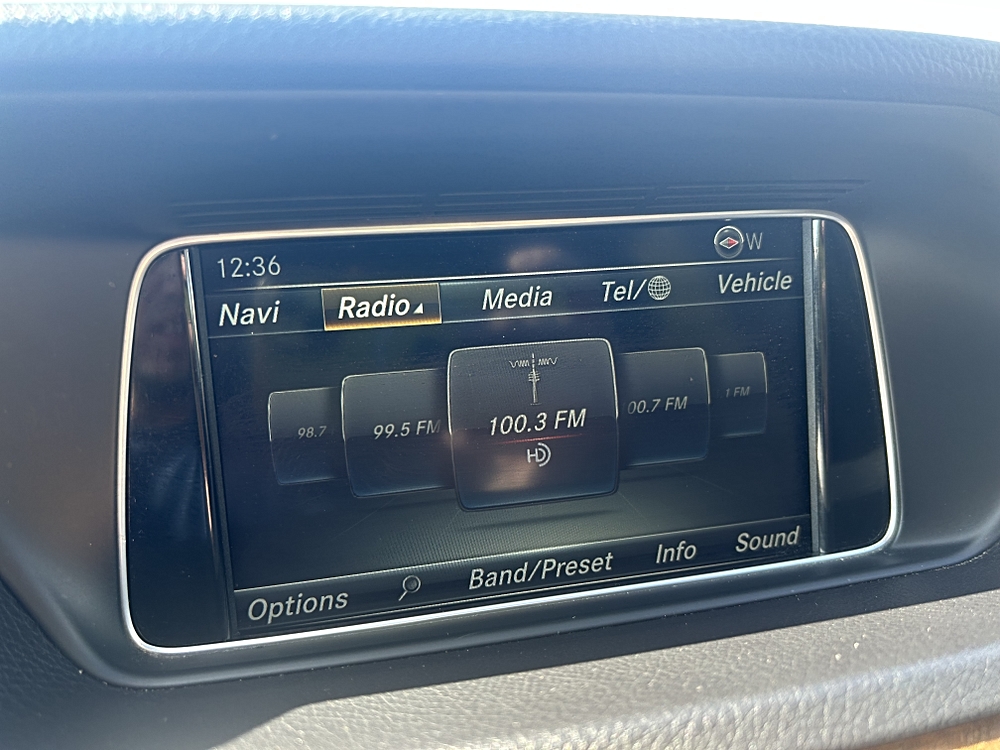 12:36 W
Navi Radio Media Tel/ Vehicle
98.7 99.5 FM 100.3 FM 00.7 FM 1 FM
HD
Options Band/Preset Info Sound